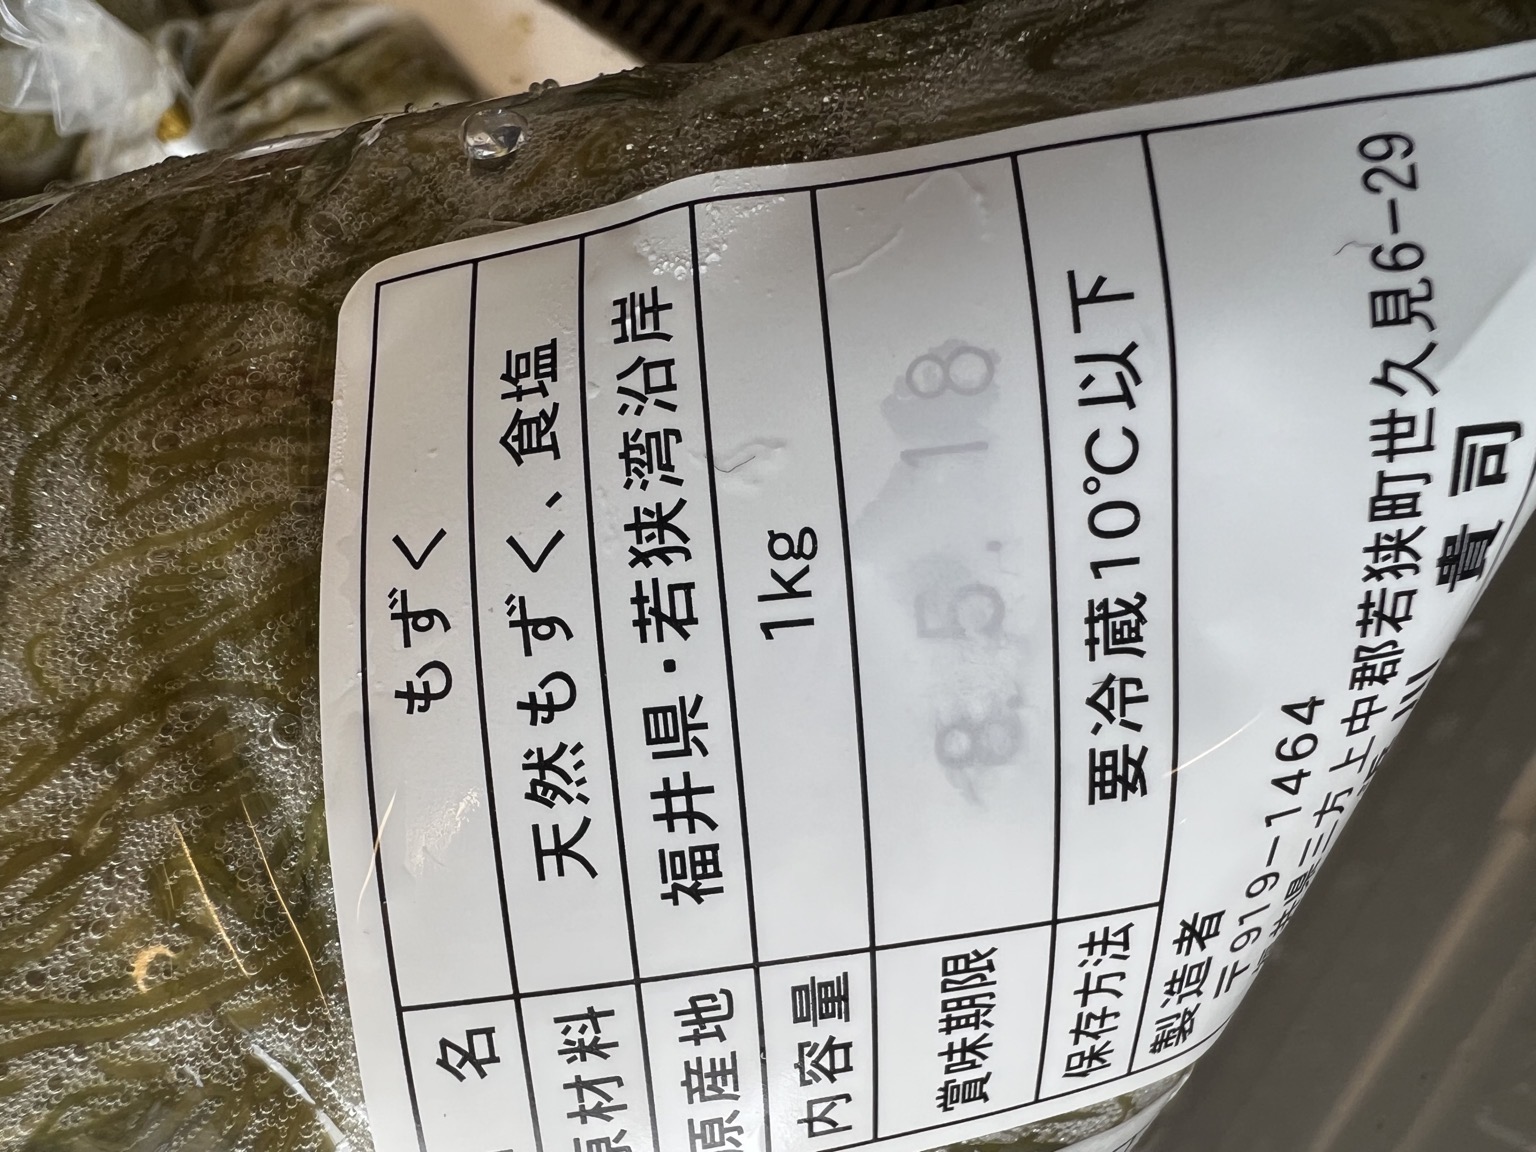 名 もずく
原材料 天然もずく、食塩
原産地 福井県・若狭湾沿岸
内容量 1kg
賞味期限 8.5.18
保存方法 要冷蔵10℃以下
製造者
〒919-1464
三方上中郡若狭町世久見6-29
貴司